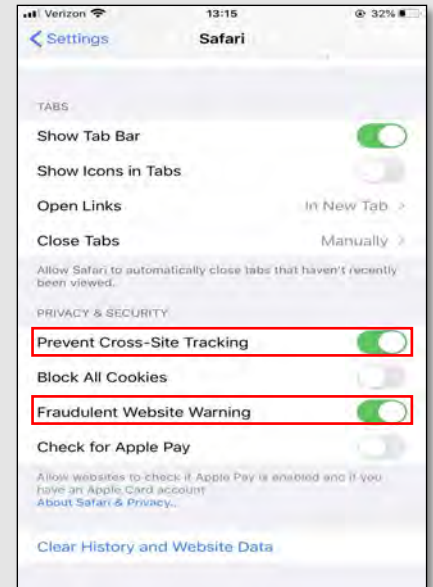 Verizon 13:15 32%
Settings Safari
TABS
Show Tab Bar
Show Icons in Tabs
Open Links In New Tab >
Close Tabs Manually >
Allow Safari to automatically close tabs that haven't recently
been viewed.
PRIVACY & SECURITY
Prevent Cross-Site Tracking
Block All Cookies
Fraudulent Website Warning
Check for Apple Pay
Allow websites to check if Apple Pay is enabled and if you
have an Apple Card account.
About Safari & Privacy...
Clear History and Website Data